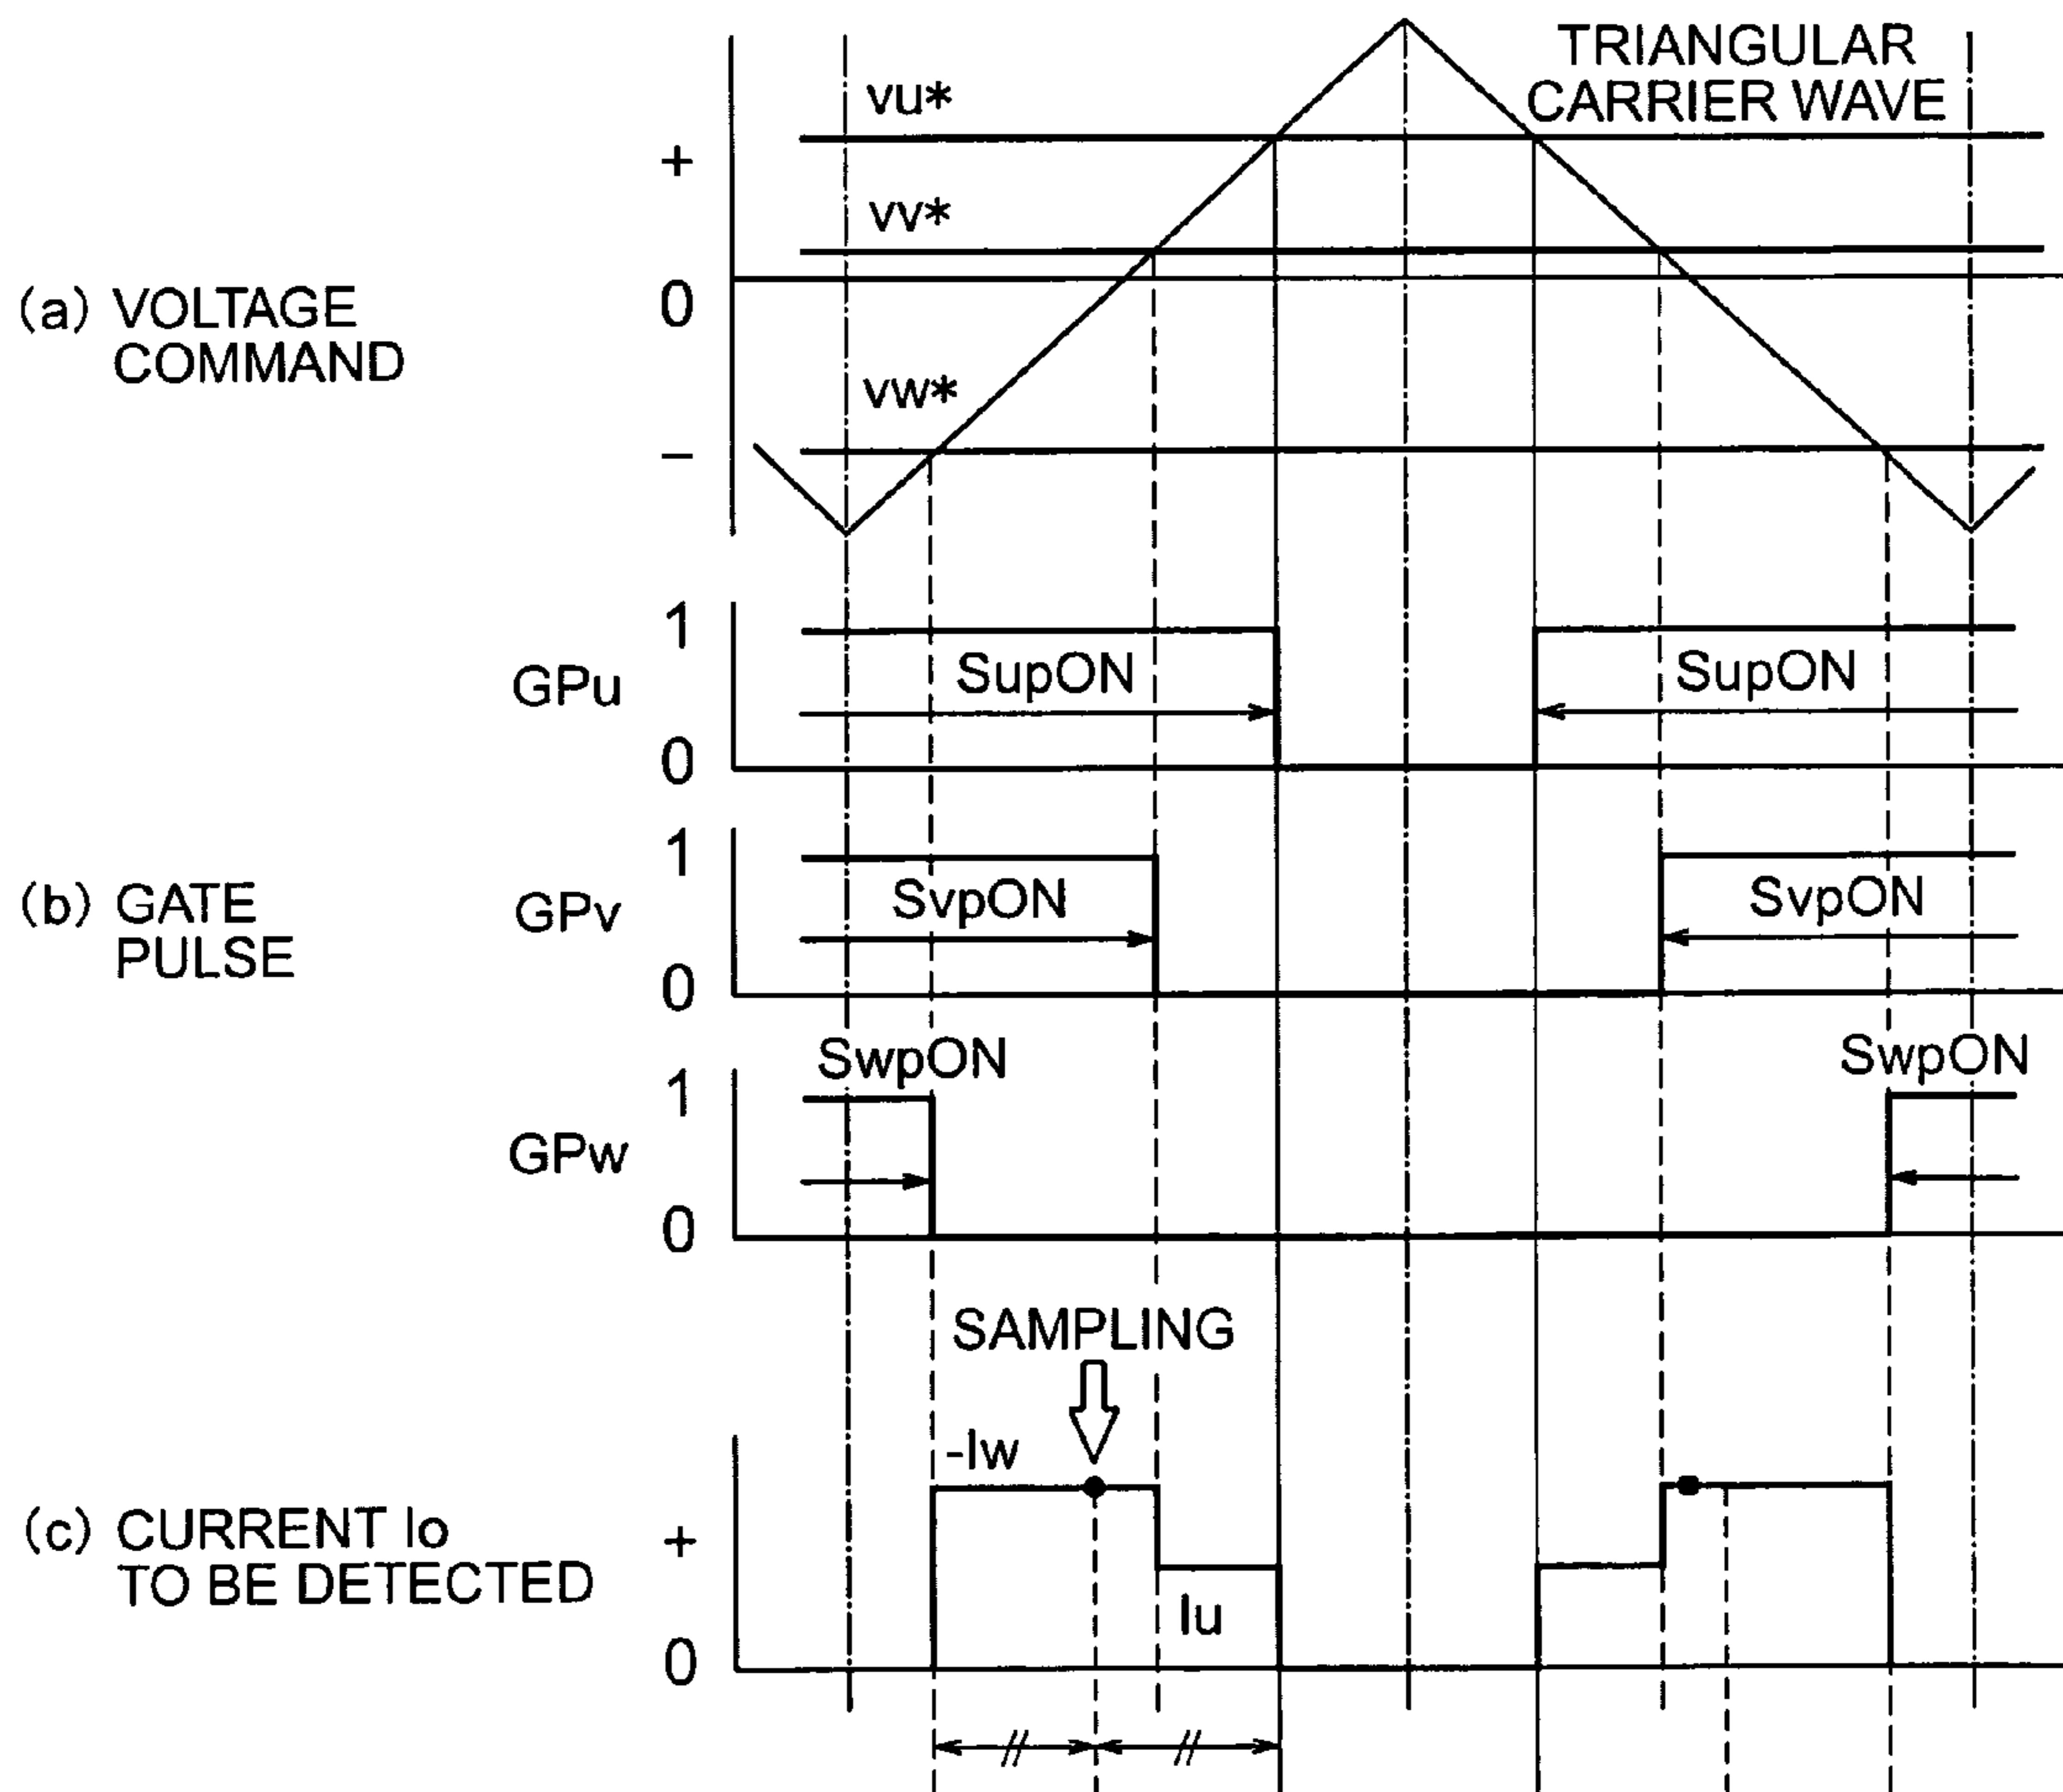 TRIANGULAR
CARRIER WAVE
vu*
+
vv*
(a) VOLTAGE
COMMAND
0
vw*
−
1
GPu
SupON
SupON
0
1
(b) GATE
PULSE
GPv
SvpON
SvpON
0
SwpON
SwpON
1
GPw
0
SAMPLING
-Iw
(c) CURRENT Io
TO BE DETECTED
+
Iu
0